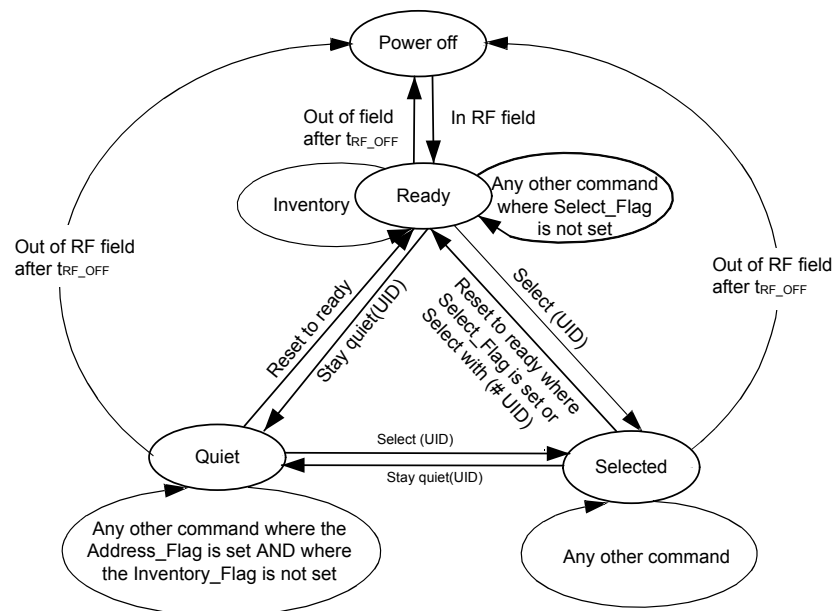 Power off
Out of field
after tRF_OFF
In RF field
Inventory
Ready
Any other command
where Select_Flag
is not set
Out of RF field
after tRF_OFF
Out of RF field
after tRF_OFF
Reset to ready
Stay quiet(UID)
Select (UID)
Reset to ready where
Select_Flag is set or
Select with (# UID)
Quiet
Select (UID)
Stay quiet(UID)
Selected
Any other command where the
Address_Flag is set AND where
the Inventory_Flag is not set
Any other command